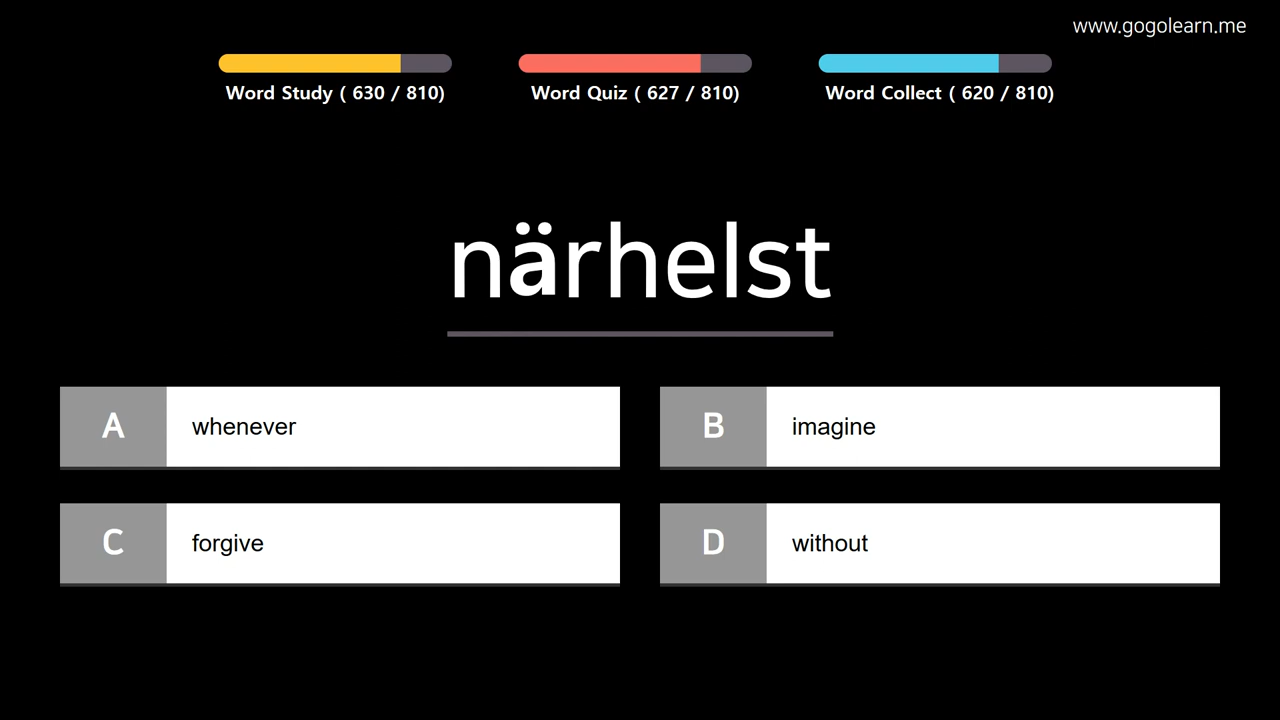 www.gogolearn.me
Word Study ( 630 / 810)
Word Quiz ( 627 / 810)
Word Collect ( 620 / 810)
närhelst
A whenever
B imagine
C forgive
D without